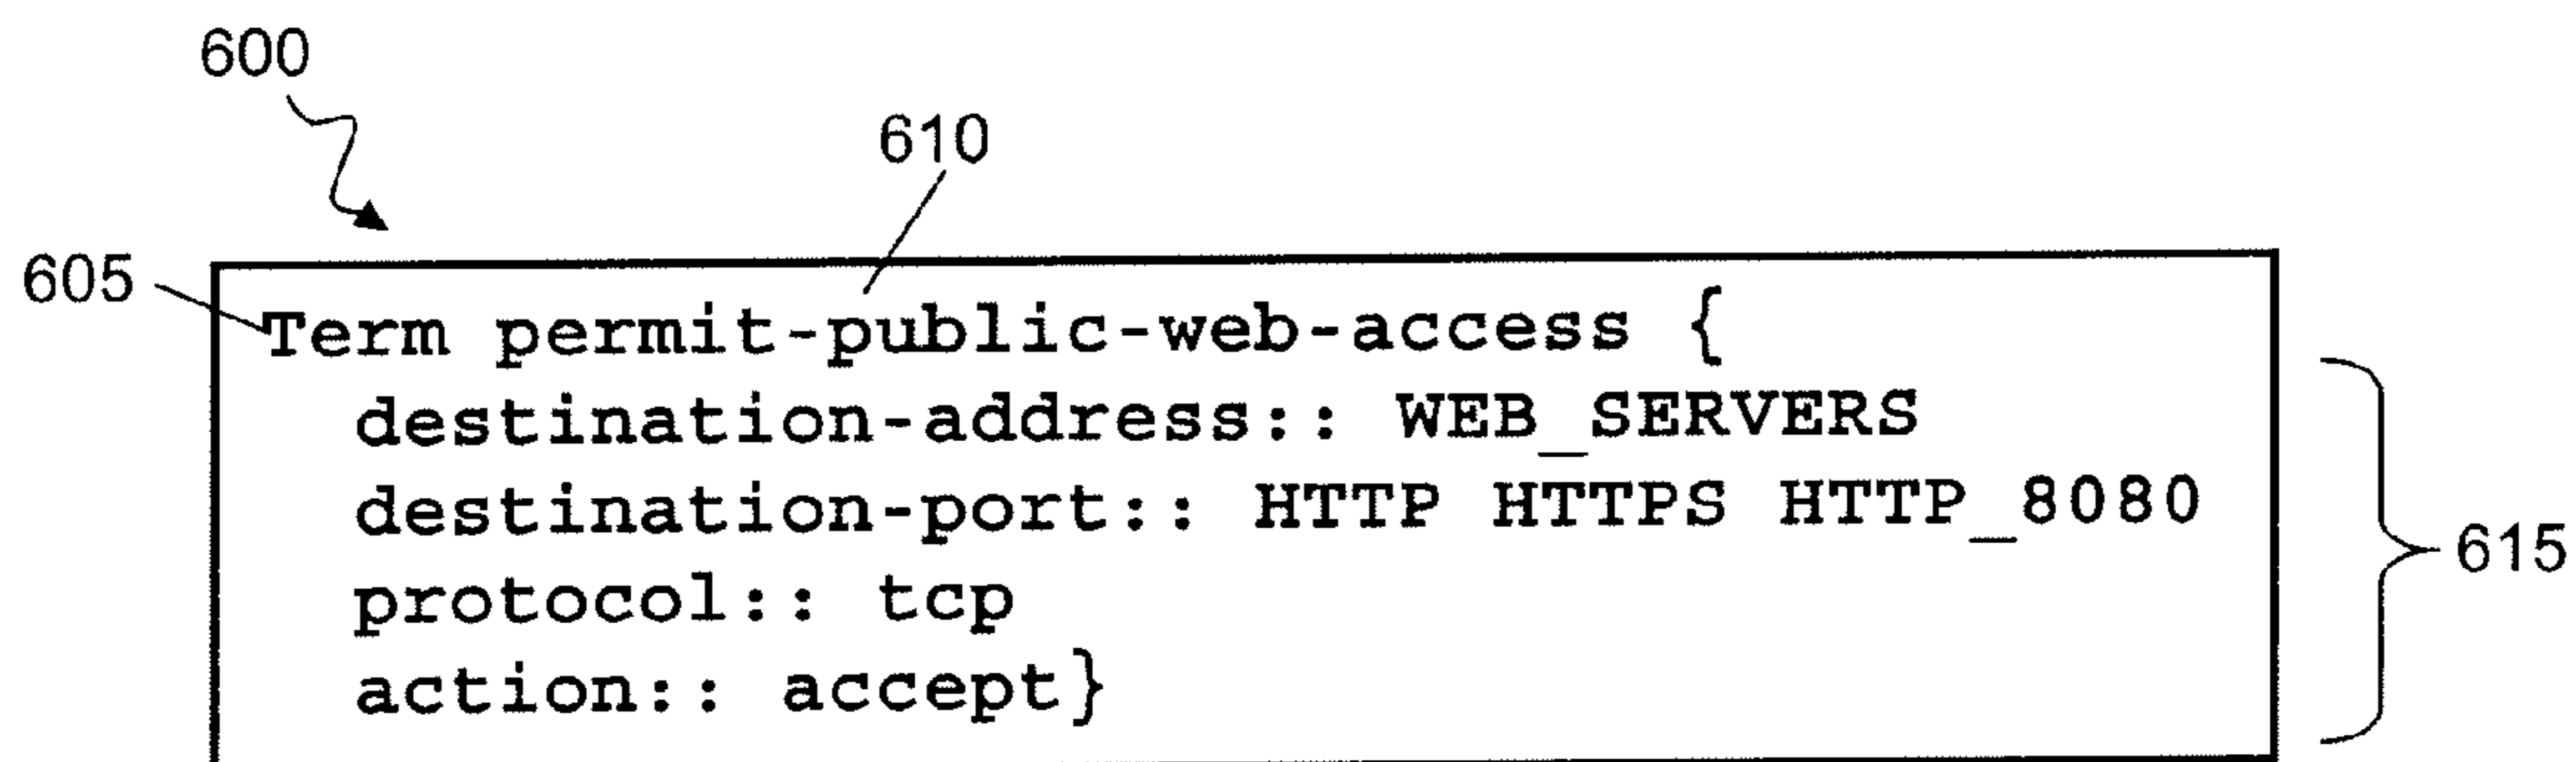 600
610
605
Term permit-public-web-access {
destination-address:: WEB_SERVERS
destination-port:: HTTP HTTPS HTTP_8080
615
protocol:: tcp
action:: accept}